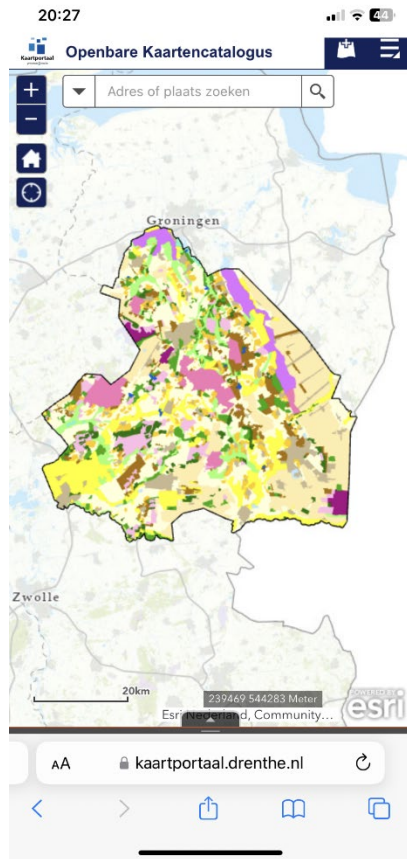 20:27
44
Kaartportaal
Openbare Kaartencatalogus
Adres of plaats zoeken
Groningen
Zwolle
20km
239469 544283 Meter
POWERED BY
esri
Esri Nederland, Community...
AA
kaartportaal.drenthe.nl